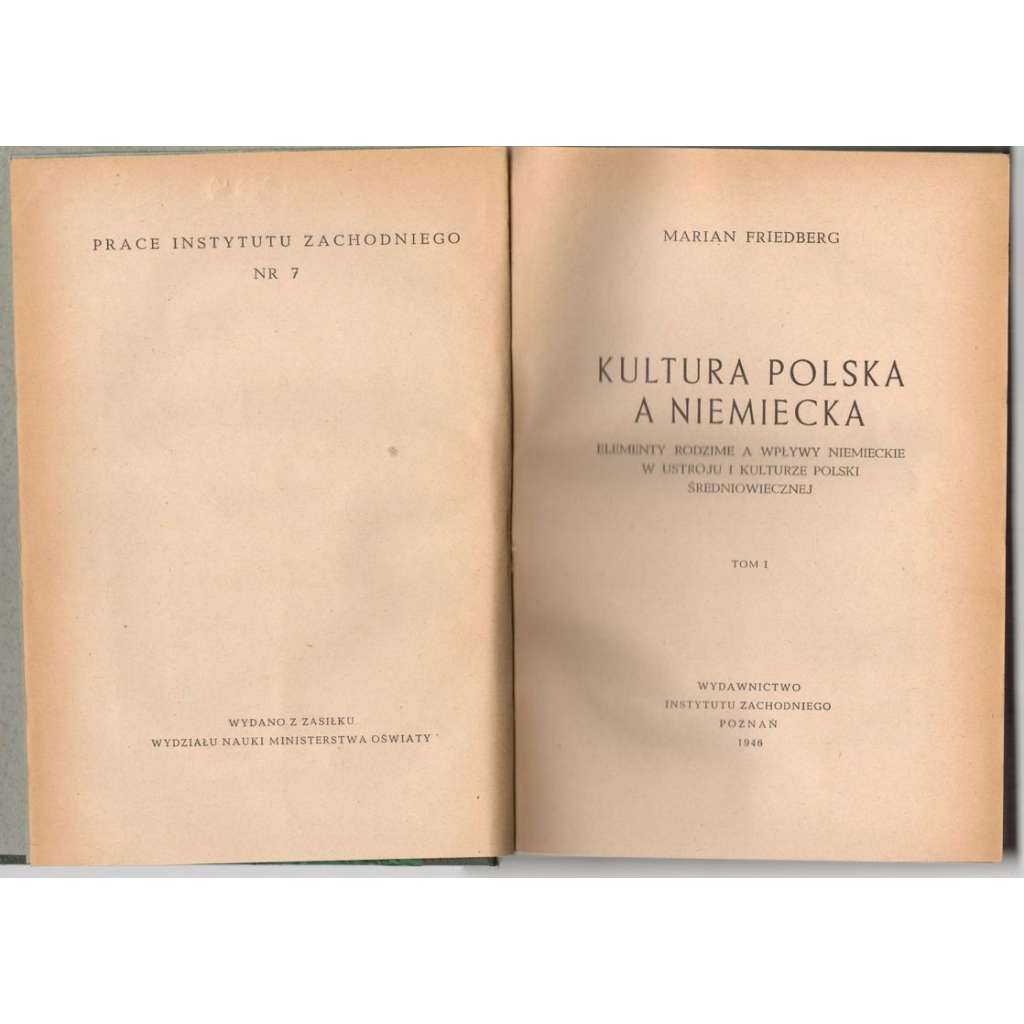 PRACE INSTYTUTU ZACHODNIEGO
NR 7
WYDANO Z ZASIŁKU
WYDZIAŁU NAUKI MINISTERSTWA OŚWIATY
MARIAN FRIEDBERG
KULTURA POLSKA
A NIEMIECKA
ELEMENTY RODZIME A WPŁYWY NIEMIECKIE
W USTROJU I KULTURZE POLSKI
ŚREDNIOWIECZNEJ
TOM I
WYDAWNICTWO
INSTYTUTU ZACHODNIEGO
POZNAŃ
1946